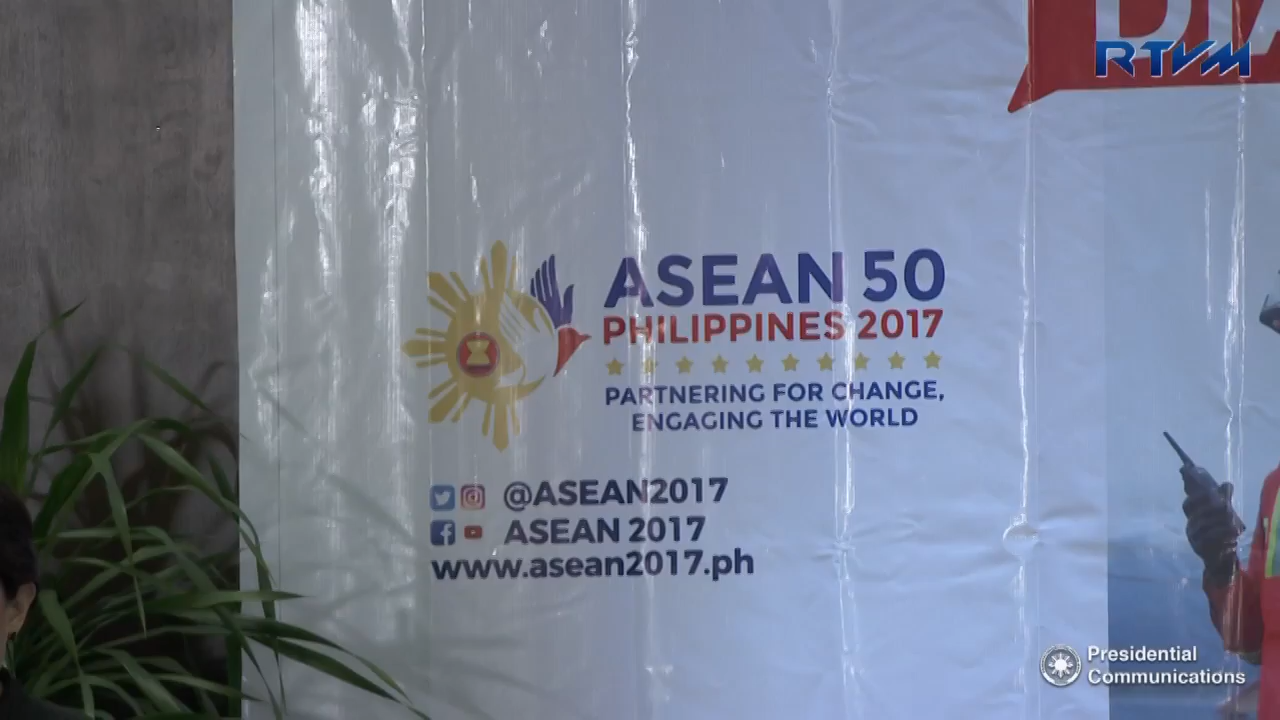 RTVM
ASEAN 50
PHILIPPINES 2017
PARTNERING FOR CHANGE,
ENGAGING THE WORLD
@ASEAN2017
ASEAN 2017
www.asean2017.ph
Presidential
Communications